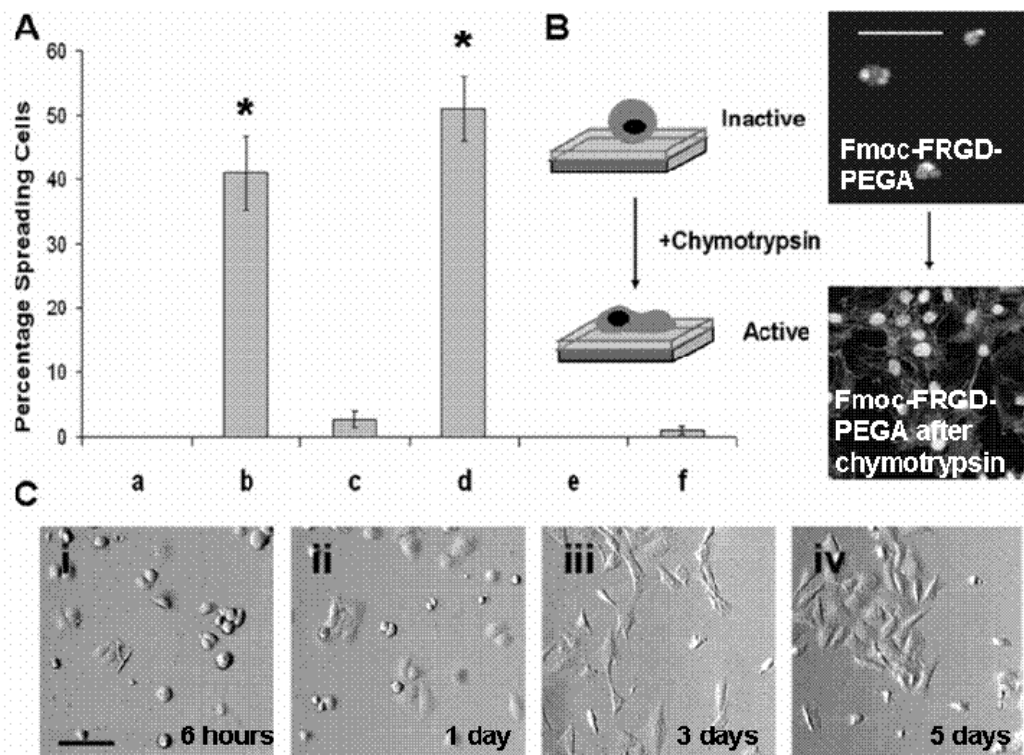 A
Percentage Spreading Cells
60
50
40
30
20
10
0
*
*
a
b
c
d
e
f
B
Inactive
+Chymotrypsin
Active
Fmoc-FRGD-
PEGA
Fmoc-FRGD-
PEGA after
chymotrypsin
C
i
6 hours
ii
1 day
iii
3 days
iv
5 days